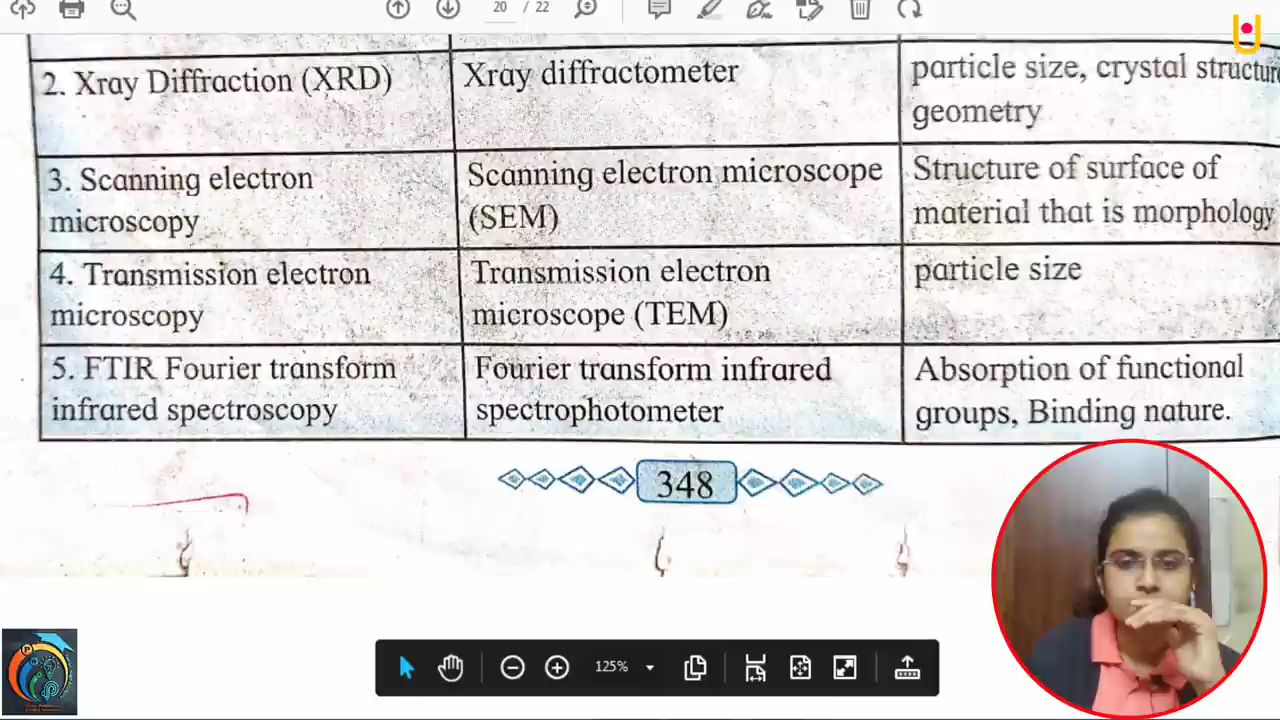 20 / 22
2. Xray Diffraction (XRD)
Xray diffractometer
particle size, crystal structur
geometry
3. Scanning electron
microscopy
Scanning electron microscope
(SEM)
Structure of surface of
material that is morphology
4. Transmission electron
microscopy
Transmission electron
microscope (TEM)
particle size
5. FTIR Fourier transform
infrared spectroscopy
Fourier transform infrared
spectrophotometer
Absorption of functional
groups, Binding nature.
348
125%